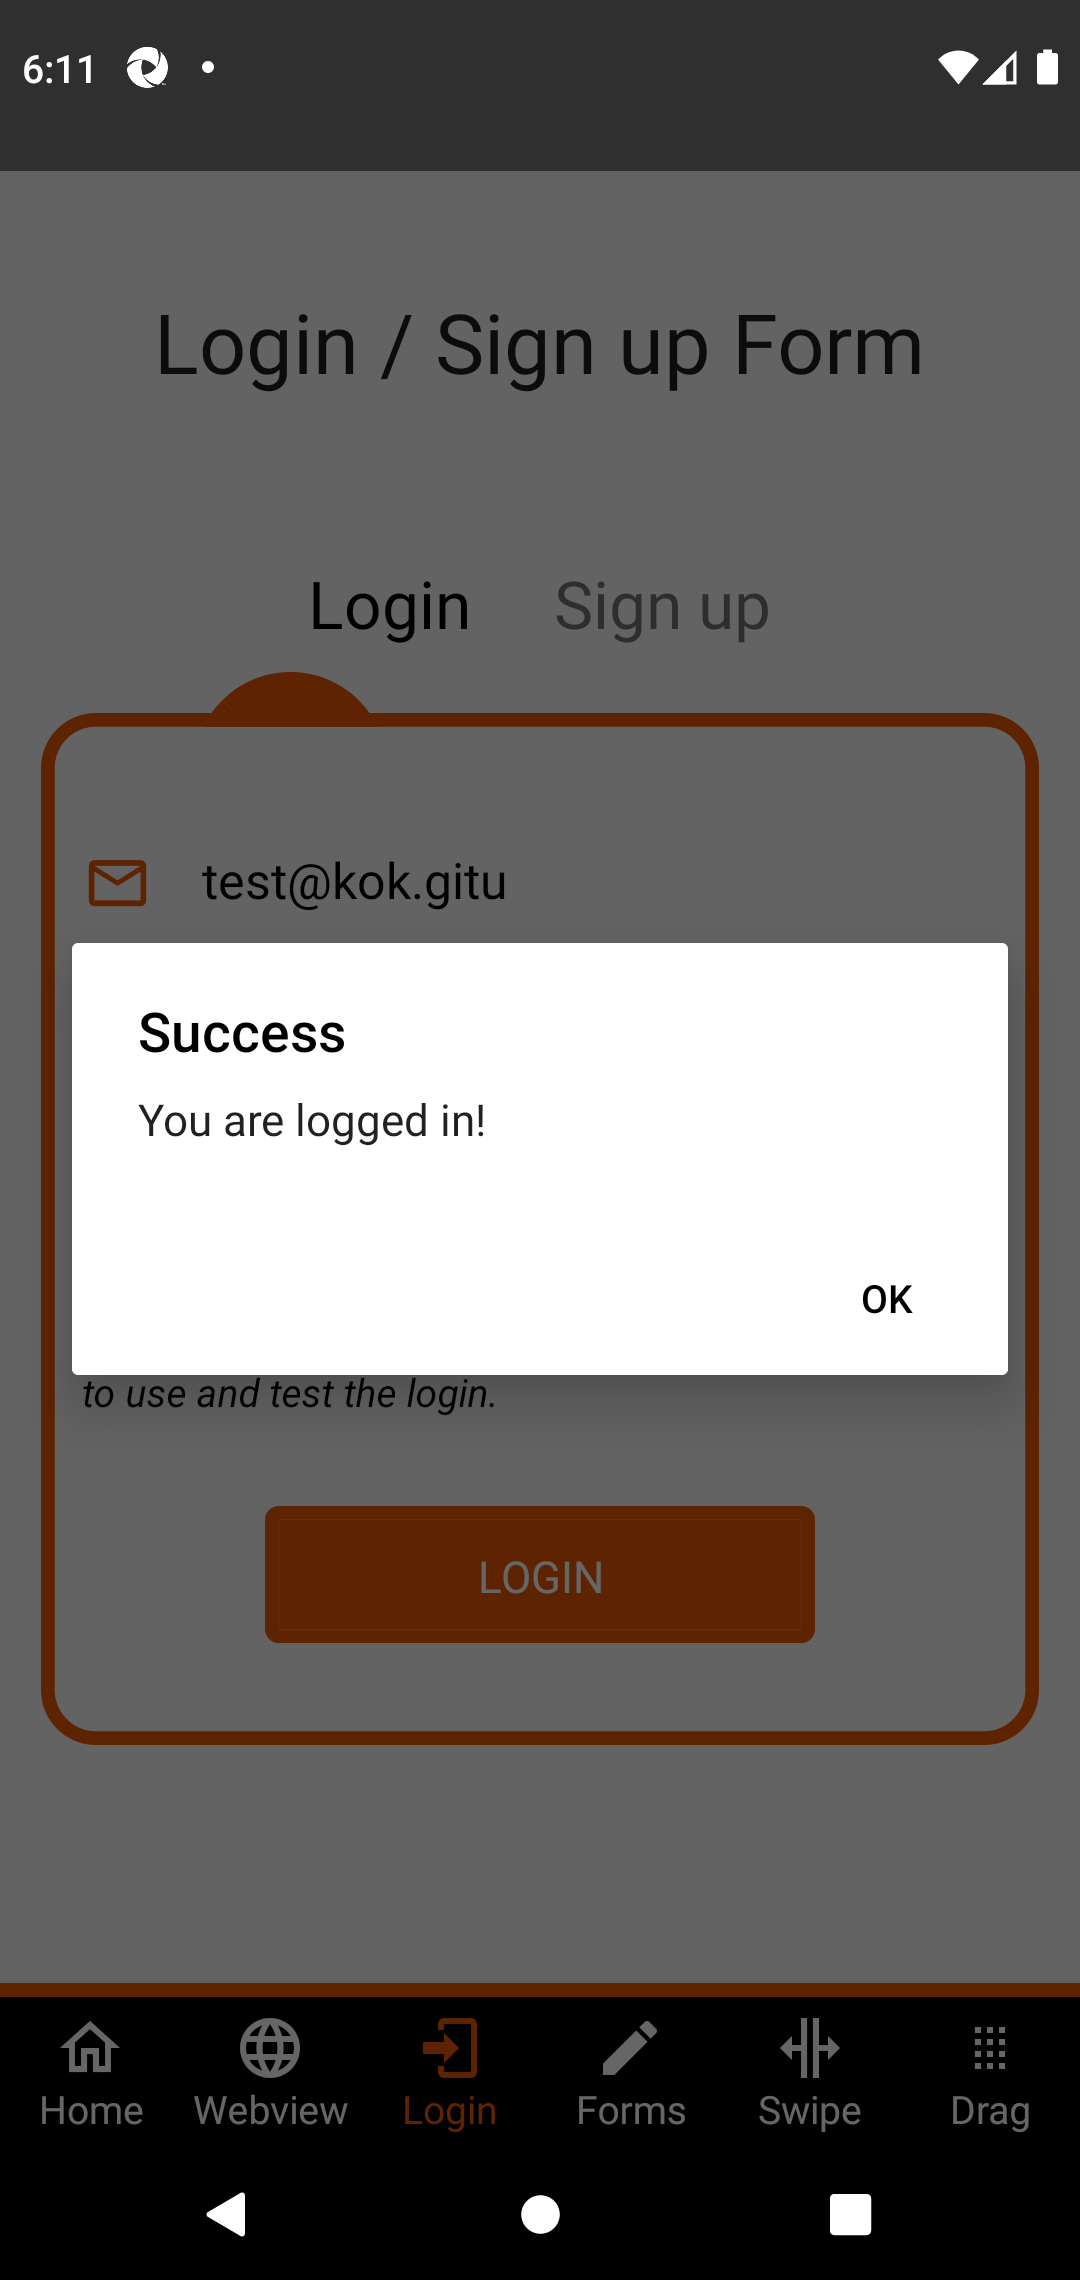 6:11
Login / Sign up Form
Login Sign up
test@kok.gitu
Success
You are logged in!
OK
to use and test the login.
LOGIN
Home Webview Login Forms Swipe Drag